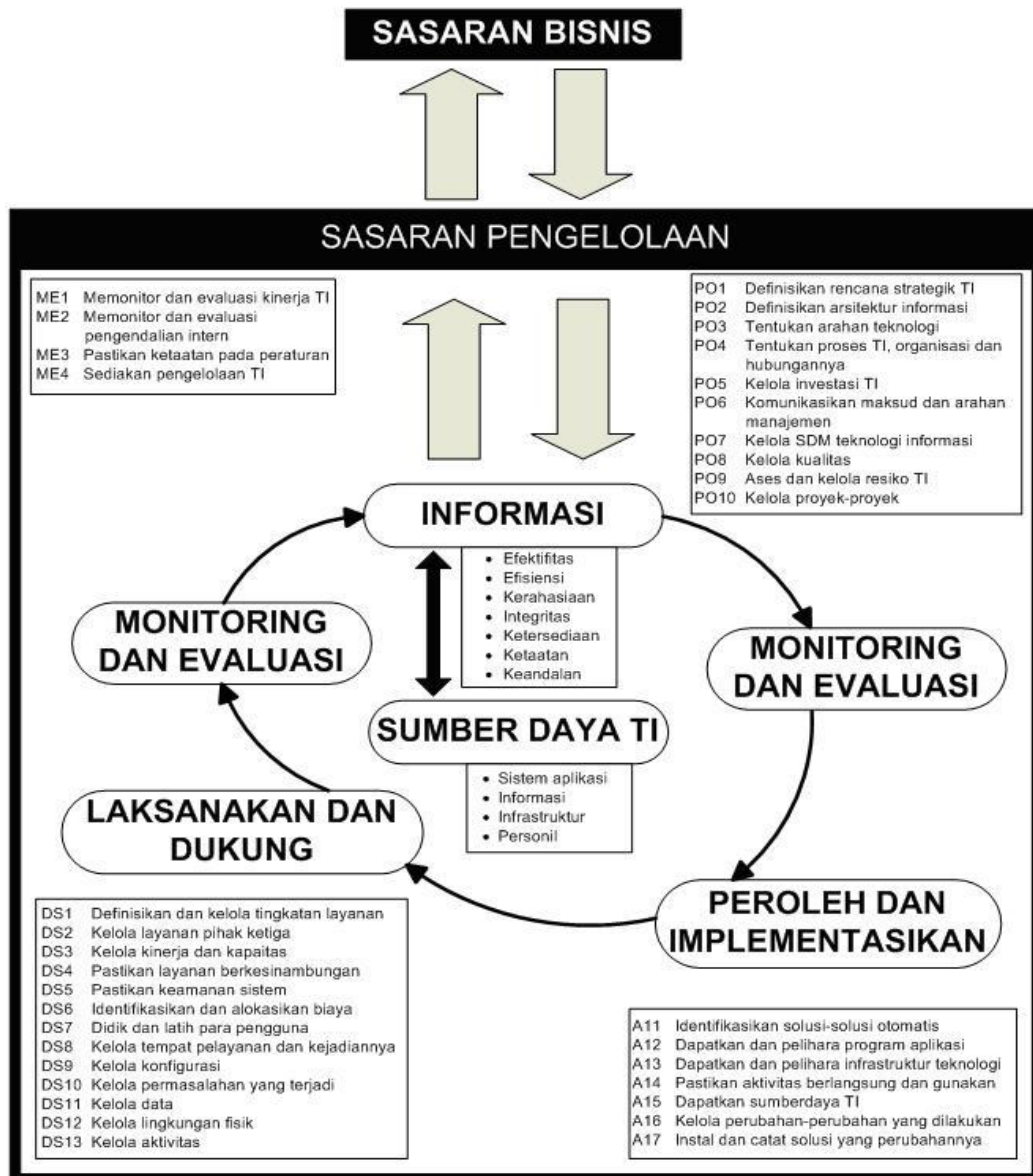 SASARAN BISNIS
SASARAN PENGELOLAAN
ME1 Memonitor dan evaluasi kinerja TI
ME2 Memonitor dan evaluasi
pengendalian intern
ME3 Pastikan ketaatan pada peraturan
ME4 Sediakan pengelolaan TI
PO1 Definisikan rencana strategik TI
PO2 Definisikan arsitektur informasi
PO3 Tentukan arahan teknologi
PO4 Tentukan proses TI, organisasi dan
hubungannya
PO5 Kelola investasi TI
PO6 Komunikasikan maksud dan arahan
manajemen
PO7 Kelola SDM teknologi informasi
PO8 Kelola kualitas
PO9 Ases dan kelola resiko TI
PO10 Kelola proyek-proyek
INFORMASI
• Efektifitas
• Efisiensi
• Kerahasiaan
• Integritas
• Ketersediaan
• Ketaatan
• Keandalan
MONITORING
DAN EVALUASI
MONITORING
DAN EVALUASI
SUMBER DAYA TI
• Sistem aplikasi
• Informasi
• Infrastruktur
• Personil
LAKSANAKAN DAN
DUKUNG
PEROLEH DAN
IMPLEMENTASIKAN
DS1 Definisikan dan kelola tingkatan layanan
DS2 Kelola layanan pihak ketiga
DS3 Kelola kinerja dan kapaitas
DS4 Pastikan layanan berkesinambungan
DS5 Pastikan keamanan sistem
DS6 Identifikasikan dan alokasikan biaya
DS7 Didik dan latih para pengguna
DS8 Kelola tempat pelayanan dan kejadiannya
DS9 Kelola konfigurasi
DS10 Kelola permasalahan yang terjadi
DS11 Kelola data
DS12 Kelola lingkungan fisik
DS13 Kelola aktivitas
A11 Identifikasikan solusi-solusi otomatis
A12 Dapatkan dan pelihara program aplikasi
A13 Dapatkan dan pelihara infrastruktur teknologi
A14 Pastikan aktivitas berlangsung dan gunakan
A15 Dapatkan sumberdaya TI
A16 Kelola perubahan-perubahan yang dilakukan
A17 Instal dan catat solusi yang perubahannya